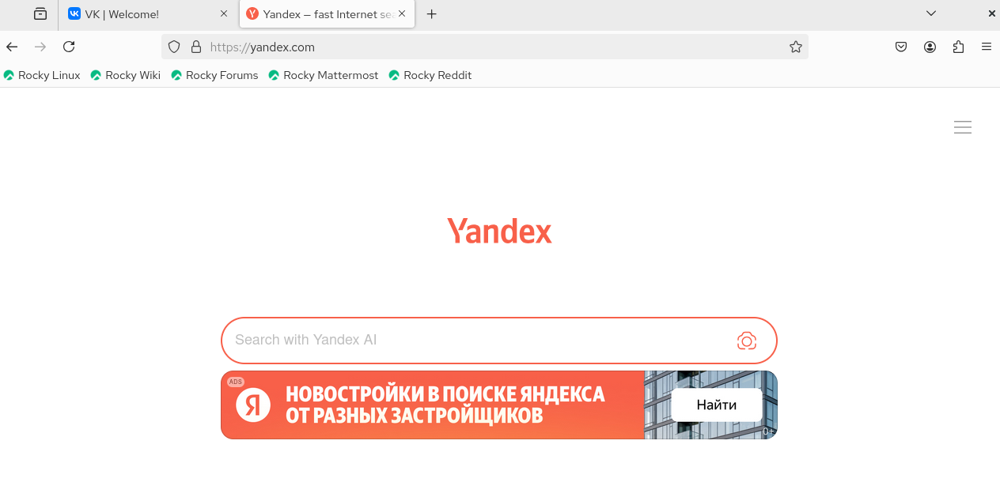 VK | Welcome!
Yandex — fast Internet sea
https://yandex.com
Rocky Linux
Rocky Wiki
Rocky Forums
Rocky Mattermost
Rocky Reddit
Yandex
Search with Yandex AI
ADS
Я
НОВОСТРОЙКИ В ПОИСКЕ ЯНДЕКСА
ОТ РАЗНЫХ ЗАСТРОЙЩИКОВ
Найти
0+